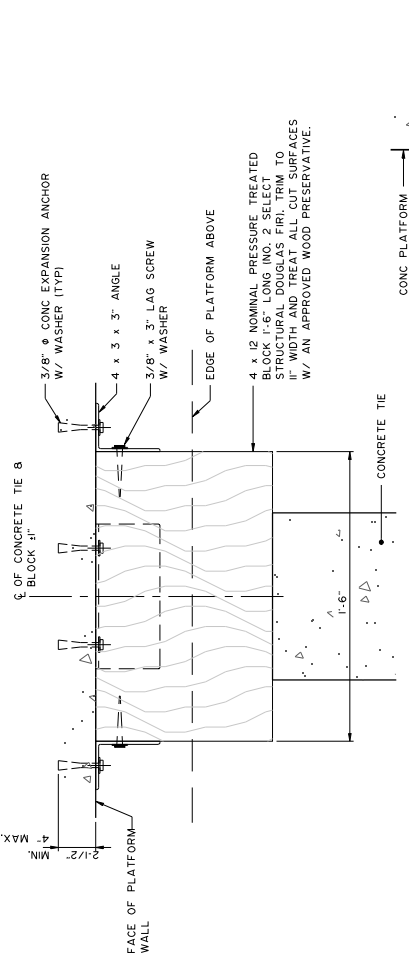 3/8" ϕ CONC EXPANSION ANCHOR
W/ WASHER (TYP)
4 x 3 x 3" ANGLE
3/8" x 3" LAG SCREW
W/ WASHER
EDGE OF PLATFORM ABOVE
4 x 12 NOMINAL PRESSURE TREATED
BLOCK 1'-6" LONG (NO. 2 SELECT
STRUCTURAL DOUGLAS FIR). TRIM TO
11" WIDTH AND TREAT ALL CUT SURFACES
W/ AN APPROVED WOOD PRESERVATIVE.
CONC PLATFORM
℄ OF CONCRETE TIE &
BLOCK ±1"
CONCRETE TIE
1'-6"
2-1/2" MIN.
4" MAX.
FACE OF PLATFORM
WALL